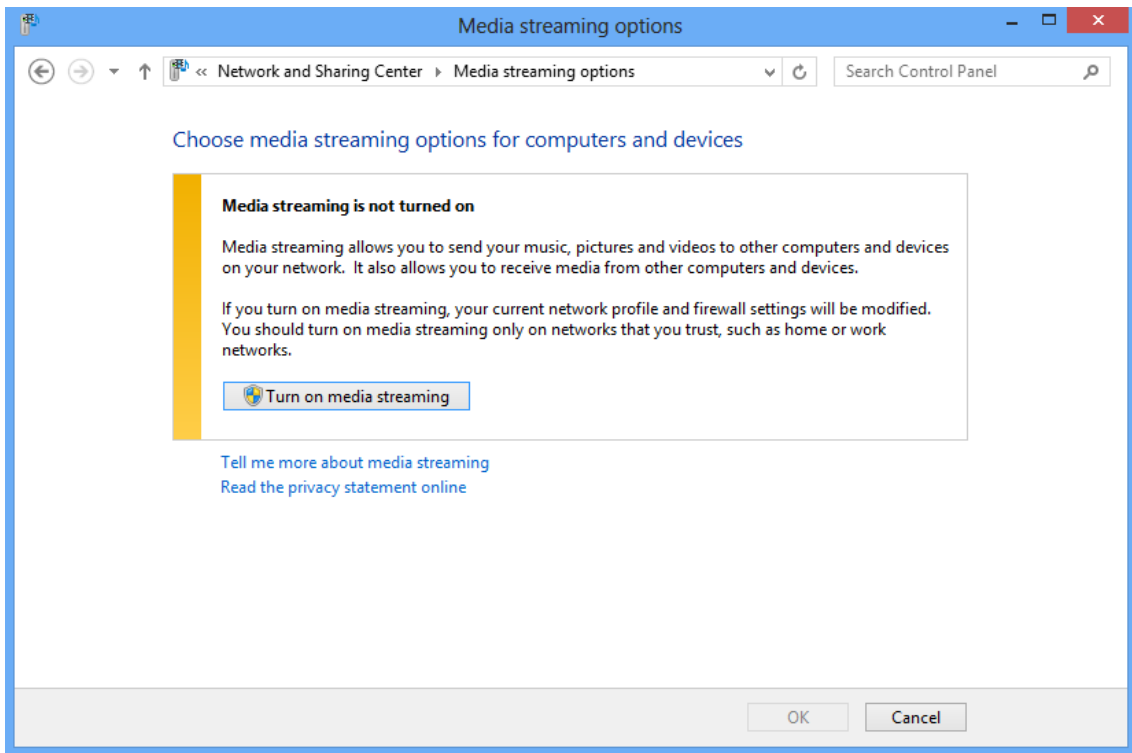 Media streaming options
« Network and Sharing Center Media streaming options
Search Control Panel
Choose media streaming options for computers and devices
Media streaming is not turned on
Media streaming allows you to send your music, pictures and videos to other computers and devices
on your network.  It also allows you to receive media from other computers and devices.
If you turn on media streaming, your current network profile and firewall settings will be modified.
You should turn on media streaming only on networks that you trust, such as home or work
networks.
Turn on media streaming
Tell me more about media streaming
Read the privacy statement online
OK
Cancel